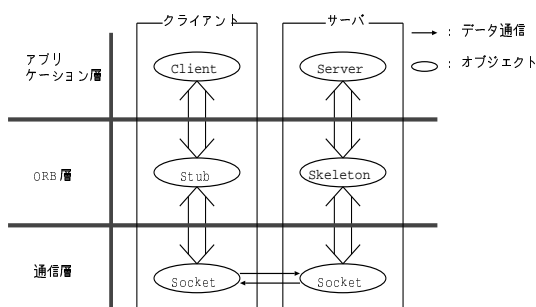 クライアント
サーバ
: データ通信
: オブジェクト
アプリ
ケーション層
Client
Server
ORB層
Stub
Skeleton
通信層
Socket
Socket